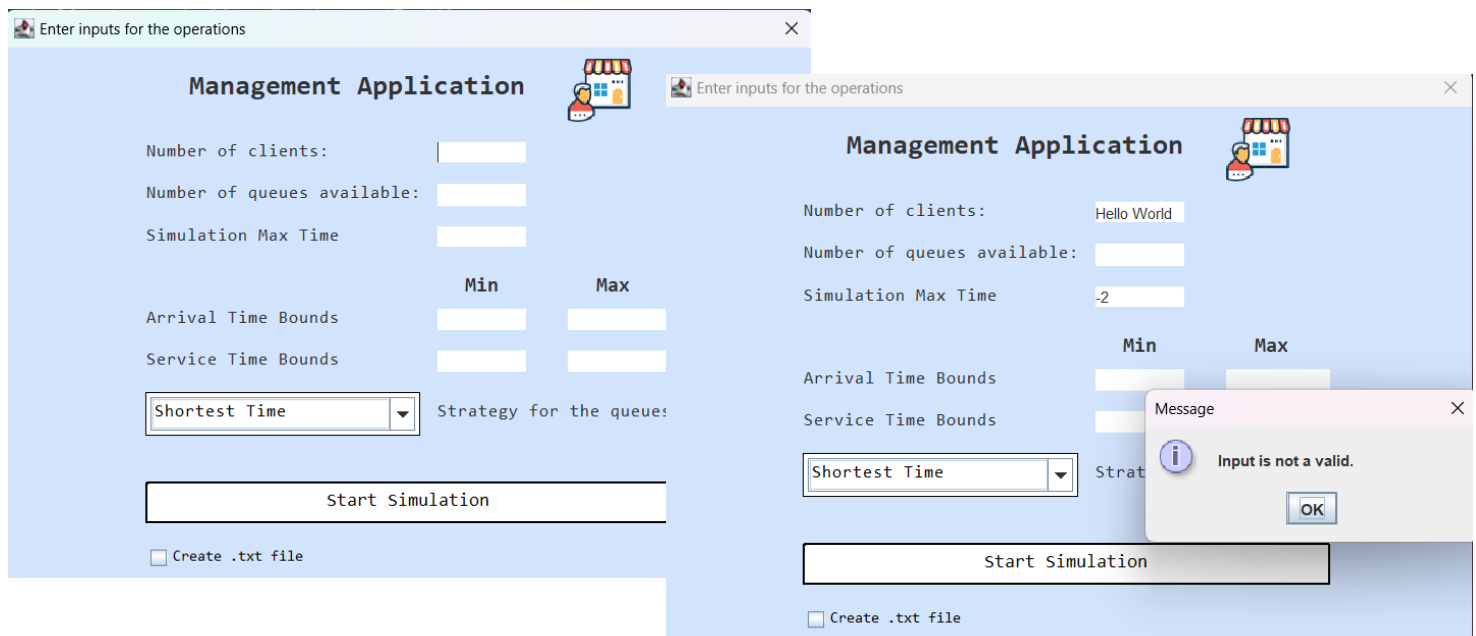 Enter inputs for the operations
Management Application
Number of clients:
Number of queues available:
Simulation Max Time
Min Max
Arrival Time Bounds
Service Time Bounds
Shortest Time Strategy for the queues
Start Simulation
Create .txt file
Enter inputs for the operations
Management Application
Number of clients: Hello World
Number of queues available:
Simulation Max Time -2
Min Max
Arrival Time Bounds
Service Time Bounds
Shortest Time Strat
Start Simulation
Create .txt file
Message
Input is not a valid.
OK